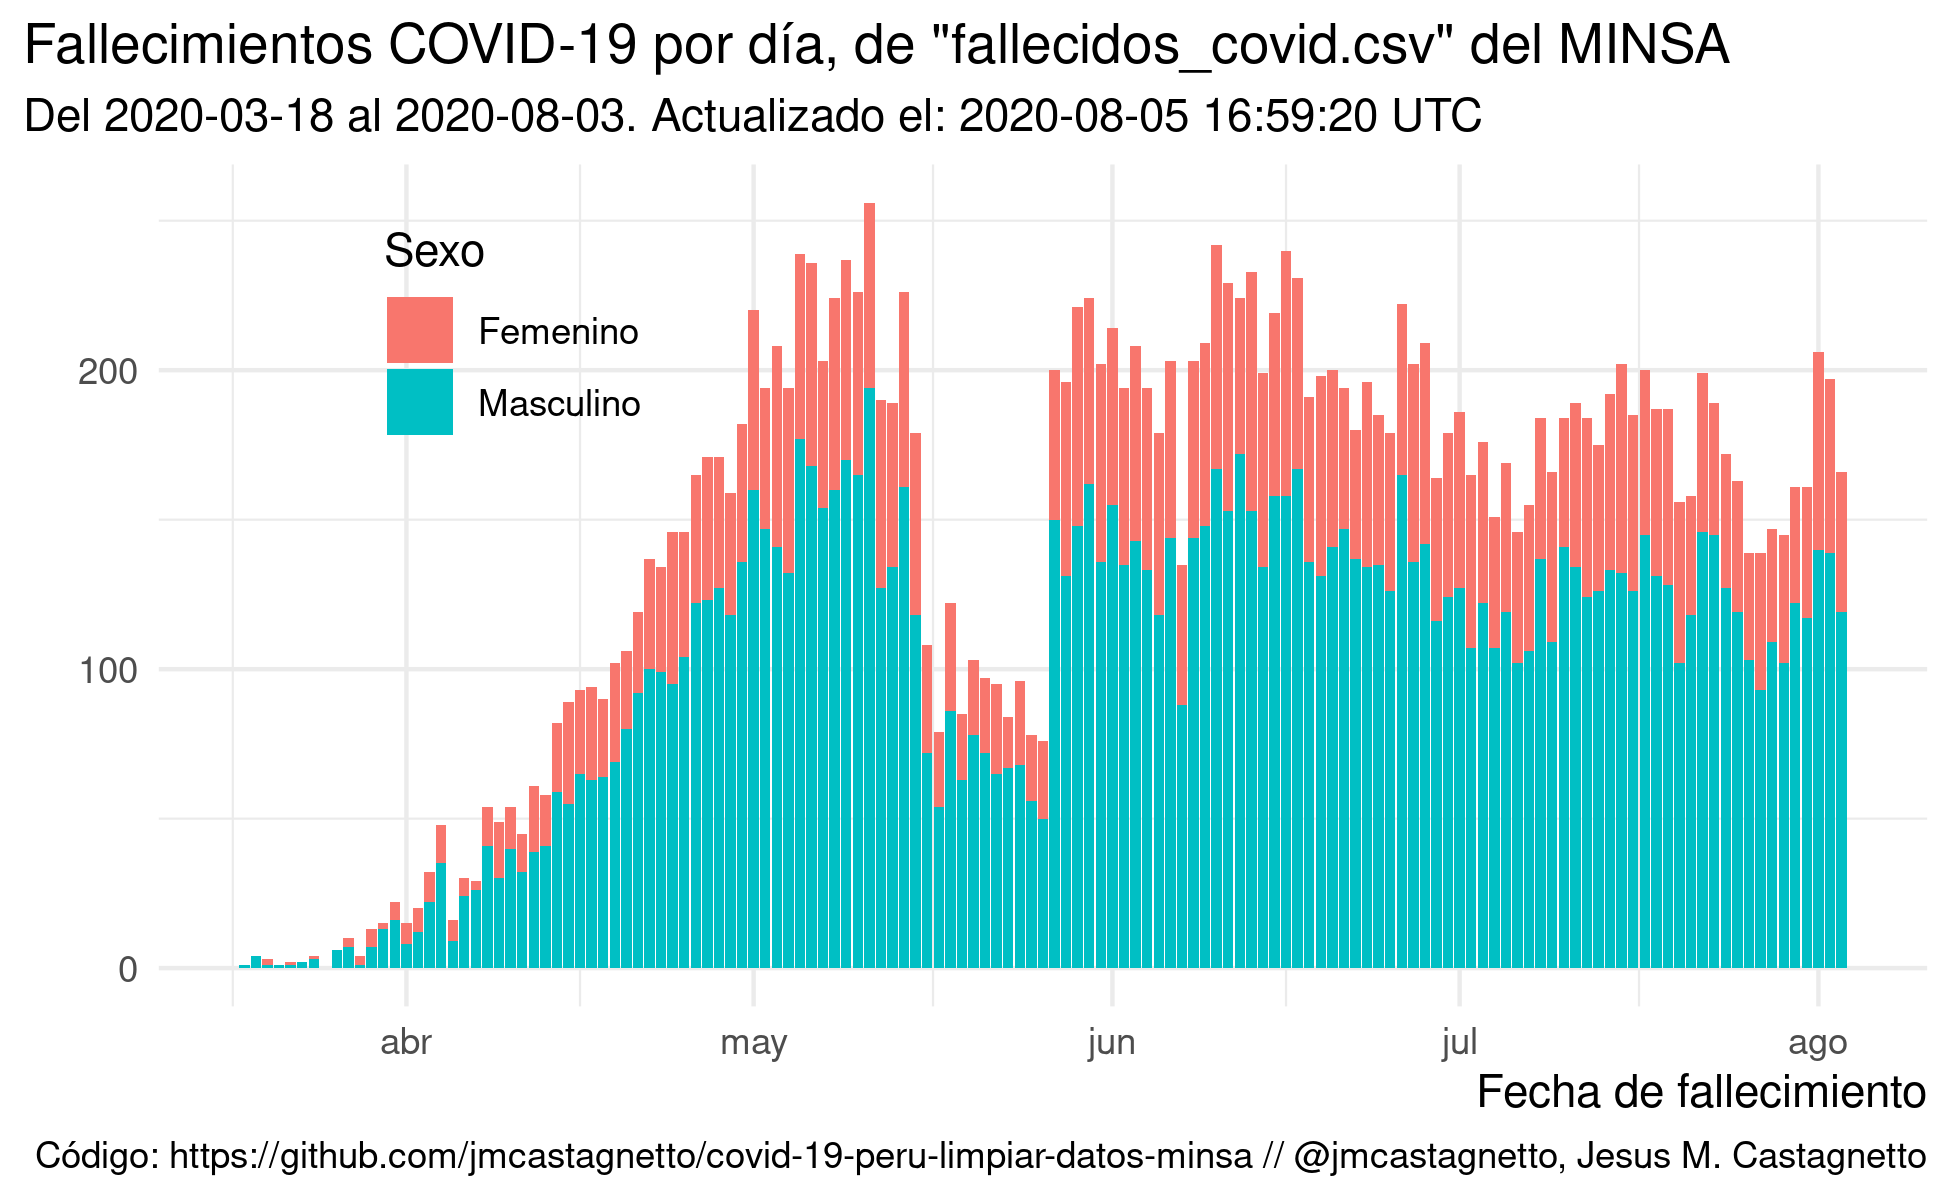 Fallecimientos COVID-19 por día, de "fallecidos_covid.csv" del MINSA
Del 2020-03-18 al 2020-08-03. Actualizado el: 2020-08-05 16:59:20 UTC
Sexo
Femenino
Masculino
200
100
0
abr may jun jul ago
Fecha de fallecimiento
Código: https://github.com/jmcastagnetto/covid-19-peru-limpiar-datos-minsa // @jmcastagnetto, Jesus M. Castagnetto